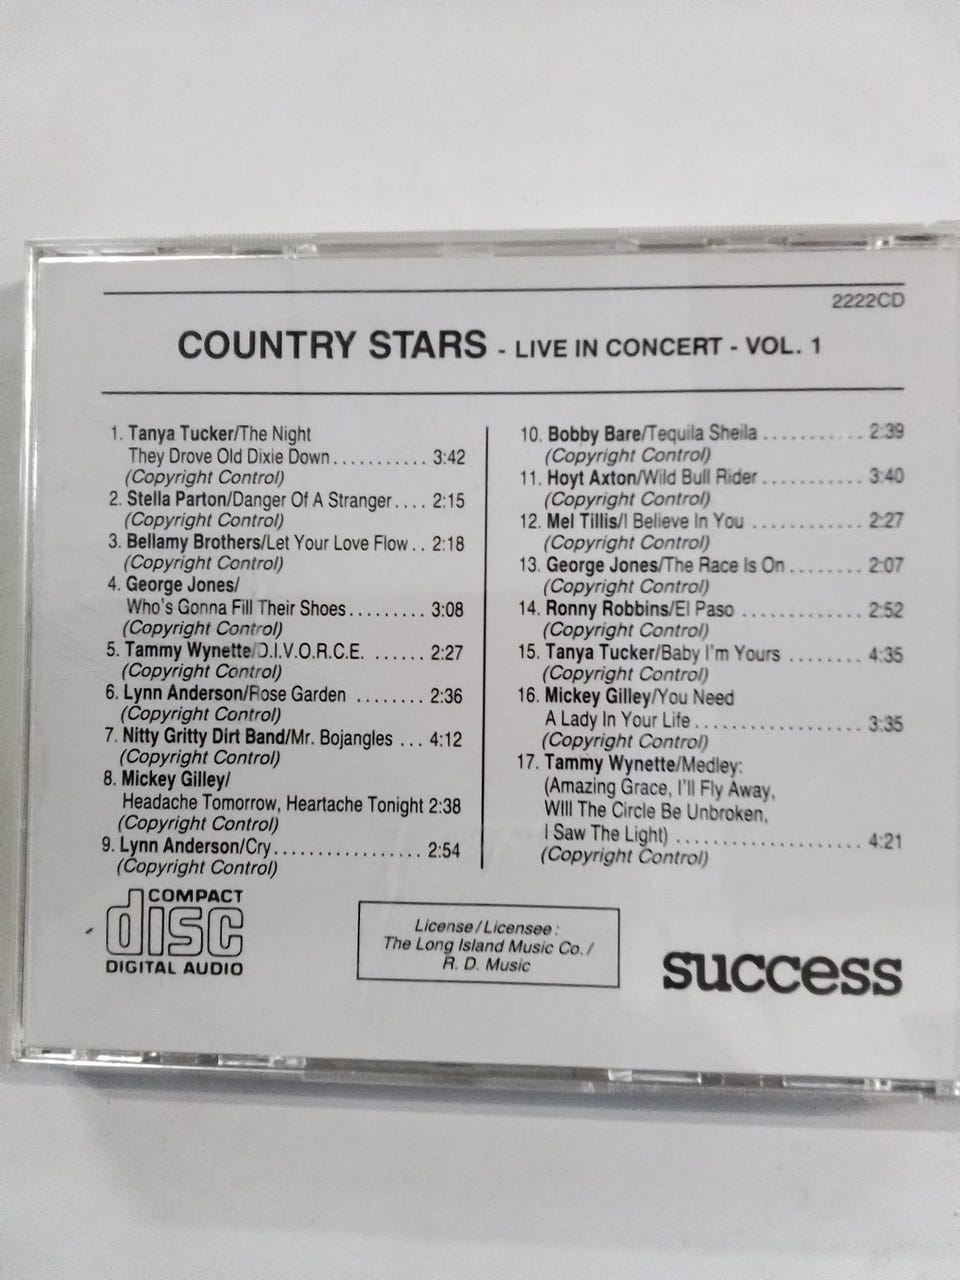 2222CD
COUNTRY STARS - LIVE IN CONCERT - VOL. 1
1. Tanya Tucker/The Night
They Drove Old Dixie Down............ 3:42
(Copyright Control)
2. Stella Parton/Danger Of A Stranger.... 2:15
(Copyright Control)
3. Bellamy Brothers/Let Your Love Flow.. 2:18
(Copyright Control)
4. George Jones/
Who's Gonna Fill Their Shoes......... 3:08
(Copyright Control)
5. Tammy Wynette/D.I.V.O.R.C.E. ...... 2:27
(Copyright Control)
6. Lynn Anderson/Rose Garden ........ 2:36
(Copyright Control)
7. Nitty Gritty Dirt Band/Mr. Bojangles ... 4:12
(Copyright Control)
8. Mickey Gilley/
Headache Tomorrow, Heartache Tonight 2:38
(Copyright Control)
9. Lynn Anderson/Cry................. 2:54
(Copyright Control)
10. Bobby Bare/Tequila Sheila ........... 2:39
(Copyright Control)
11. Hoyt Axton/Wild Bull Rider ........... 3:40
(Copyright Control)
12. Mel Tillis/I Believe In You ............ 2:27
(Copyright Control)
13. George Jones/The Race Is On ........ 2:07
(Copyright Control)
14. Ronny Robbins/El Paso ............. 2:52
(Copyright Control)
15. Tanya Tucker/Baby I'm Yours ........ 4:35
(Copyright Control)
16. Mickey Gilley/You Need
A Lady In Your Life .................. 3:35
(Copyright Control)
17. Tammy Wynette/Medley:
(Amazing Grace, I'll Fly Away,
WIll The Circle Be Unbroken,
I Saw The Light) .................... 4:21
(Copyright Control)
COMPACT
disc
DIGITAL AUDIO
License/Licensee:
The Long Island Music Co./
R. D. Music
success